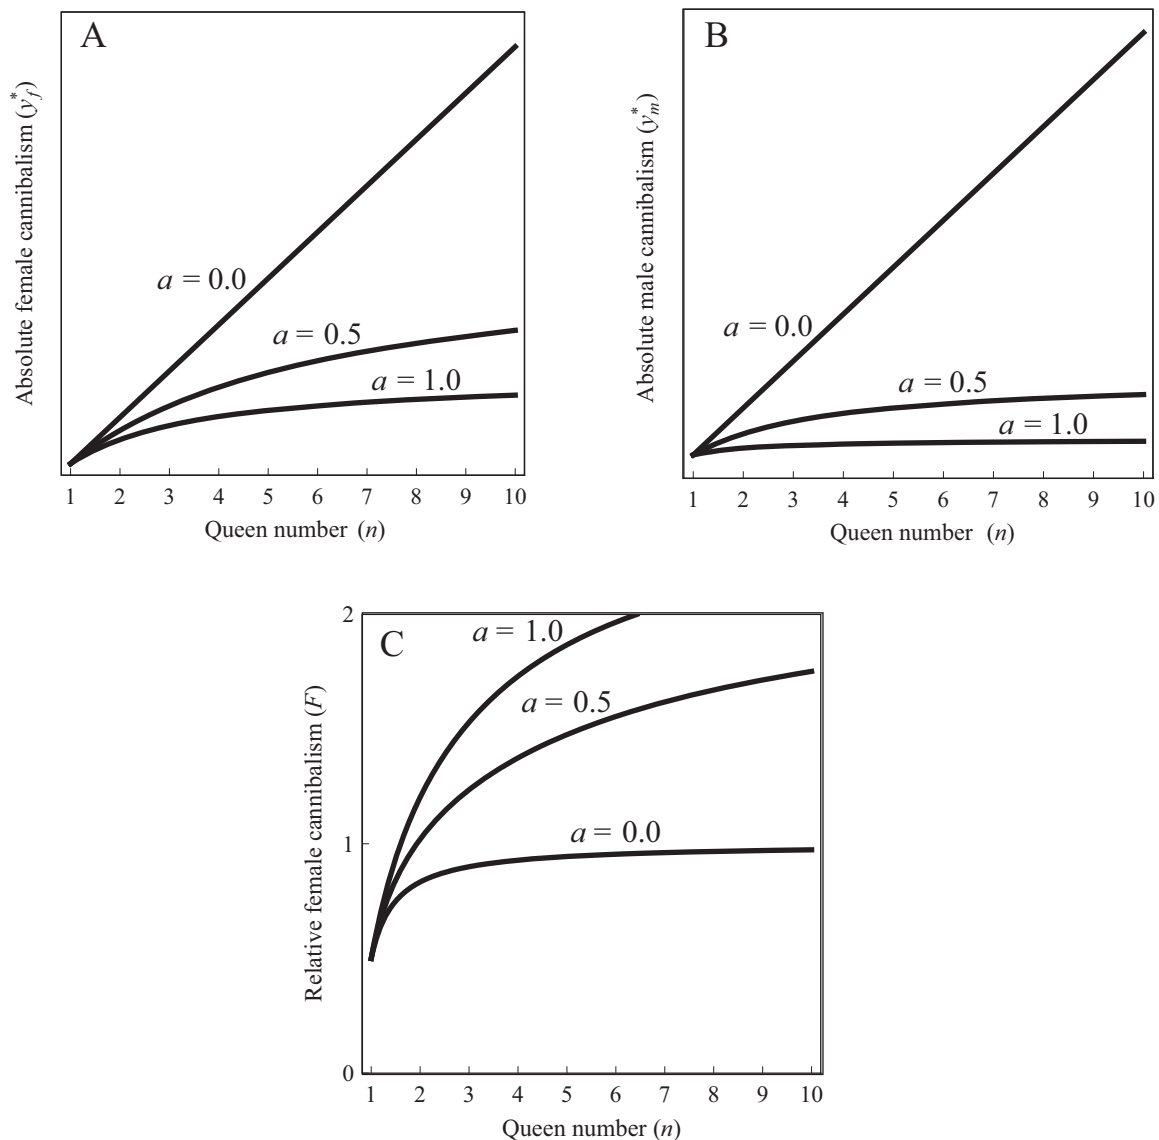 A
Absolute female cannibalism (y*f)
a = 0.0
a = 0.5
a = 1.0
1 2 3 4 5 6 7 8 9 10
Queen number (n)
B
Absolute male cannibalism (y*m)
a = 0.0
a = 0.5
a = 1.0
1 2 3 4 5 6 7 8 9 10
Queen number (n)
C
Relative female cannibalism (F)
2
1
0
a = 1.0
a = 0.5
a = 0.0
1 2 3 4 5 6 7 8 9 10
Queen number (n)